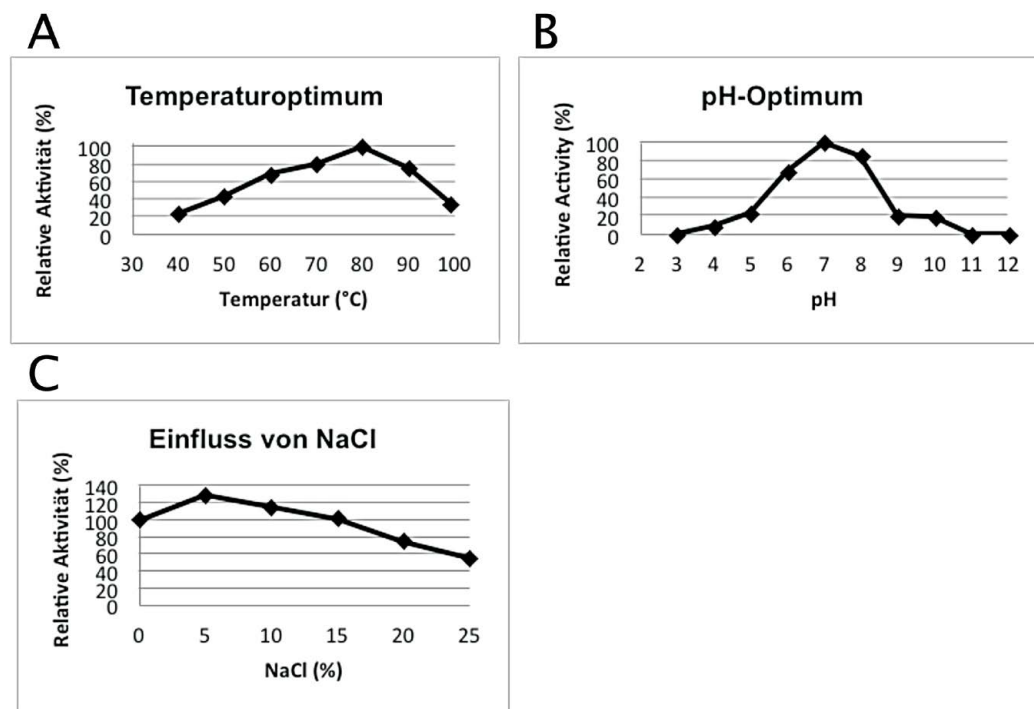 A
Temperaturoptimum
Relative Aktivität (%)
100
80
60
40
20
0
30 40 50 60 70 80 90 100
Temperatur (°C)
B
pH-Optimum
Relative Activity (%)
100
80
60
40
20
0
2 3 4 5 6 7 8 9 10 11 12
pH
C
Einfluss von NaCl
Relative Aktivität (%)
140
120
100
80
60
40
20
0
0 5 10 15 20 25
NaCl (%)